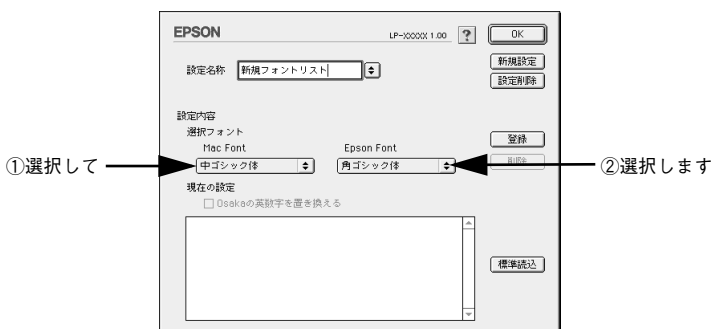 EPSON
LP-XXXXX 1.00
?
OK
設定名称
新規フォントリスト
新規設定
設定削除
設定内容
選択フォント
Mac Font
Epson Font
登録
①選択して
中ゴシック体
角ゴシック体
削除
②選択します
現在の設定
Osakaの英数字を置き換える
標準読込